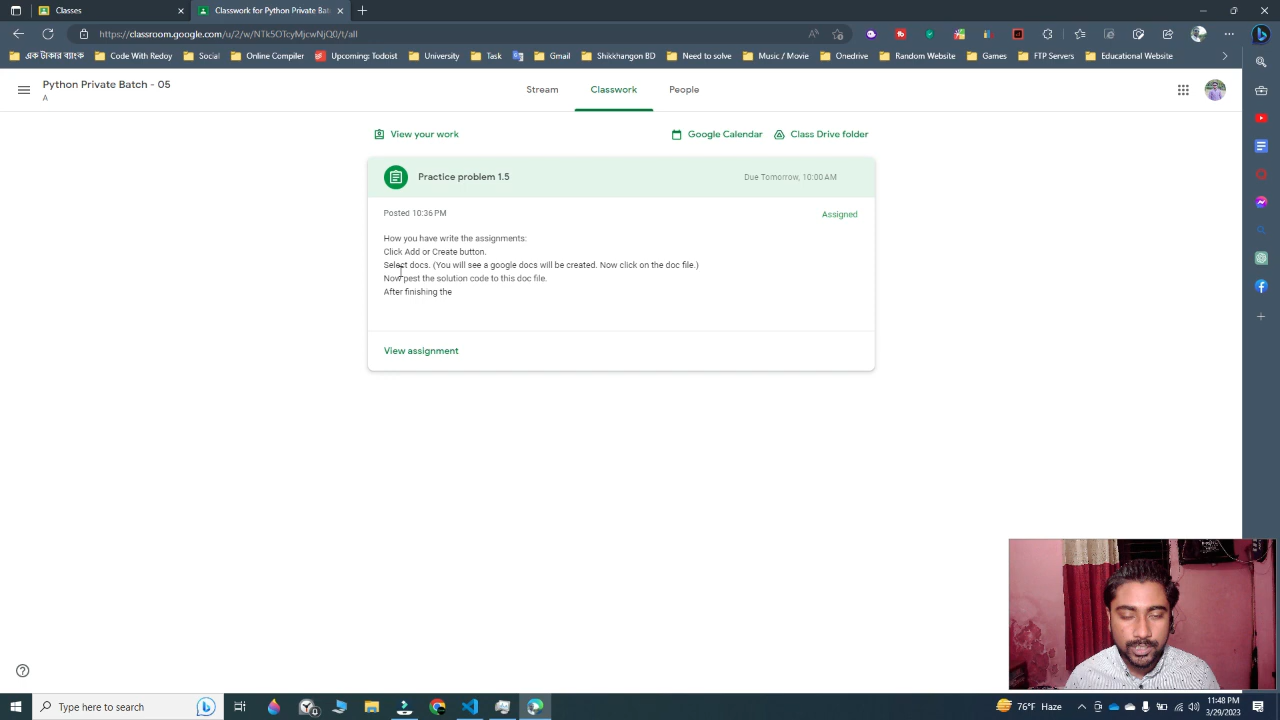 Classes
Classwork for Python Private Bat
https://classroom.google.com/u/2/w/NTk5OTcyMjcwNjQ0/t/all
এক টাকার ব্যাংক
Code With Redoy
Social
Online Compiler
Upcoming: Todoist
University
Task
Gmail
Shikkhangon BD
Need to solve
Music / Movie
Onedrive
Random Website
Games
FTP Servers
Educational Website
Python Private Batch - 05
A
Stream
Classwork
People
View your work
Google Calendar
Class Drive folder
Practice problem 1.5
Due Tomorrow, 10:00 AM
Posted 10:36 PM
Assigned
How you have write the assignments:
Click Add or Create button.
Select docs. (You will see a google docs will be created. Now click on the doc file.)
Now pest the solution code to this doc file.
After finishing the
View assignment
Type here to search
76°F Haze
11:48 PM
3/29/2023